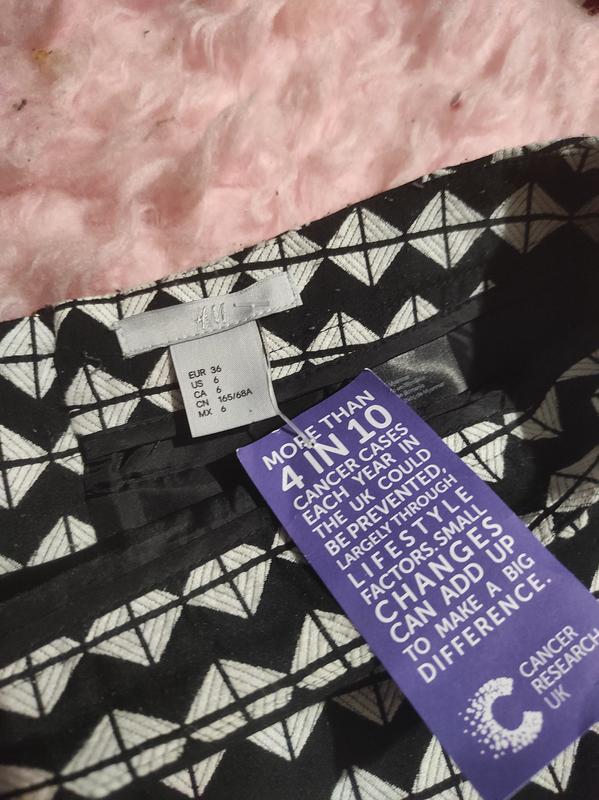 H&M
EUR 36
US 6
CA 6
CN 165/68A
MX 6
MORE THAN
4 IN 10
CANCER CASES
EACH YEAR IN
THE UK COULD
BE PREVENTED,
LARGELY THROUGH
LIFESTYLE
FACTORS. SMALL
CHANGES
CAN ADD UP
TO MAKE A BIG
DIFFERENCE.
CANCER
RESEARCH
UK